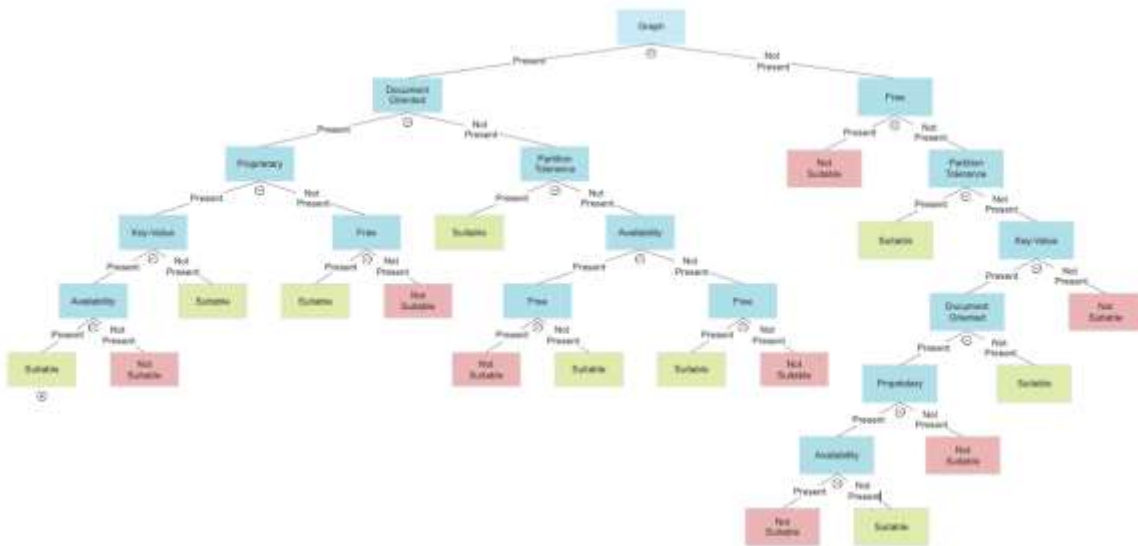 Graph
Present
Not
Present
Document
Oriented
Free
Present
Not
Present
Present
Not
Present
Proprietary
Partition
Tolerance
Not
Suitable
Partition
Tolerance
Present
Not
Present
Present
Not
Present
Present
Not
Present
Key-Value
Free
Suitable
Availability
Suitable
Key-Value
Present
Not
Present
Present
Not
Present
Present
Not
Present
Present
Not
Present
Availability
Suitable
Suitable
Not
Suitable
Free
Free
Document
Oriented
Not
Suitable
Present
Not
Present
Present
Not
Present
Present
Not
Present
Present
Not
Present
Suitable
Not
Suitable
Not
Suitable
Suitable
Suitable
Not
Suitable
Proprietary
Suitable
Present
Not
Present
Availability
Not
Suitable
Present
Not
Present
Not
Suitable
Suitable